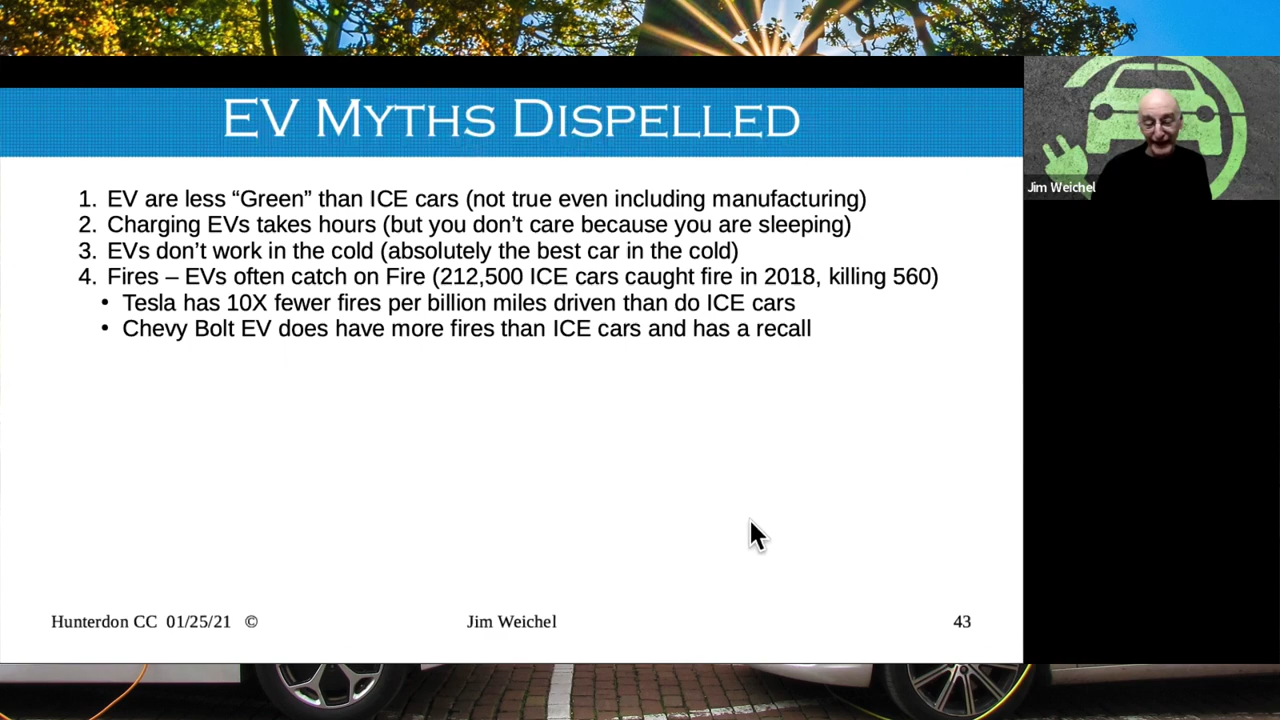 EV Myths Dispelled
1. EV are less “Green” than ICE cars (not true even including manufacturing)
2. Charging EVs takes hours (but you don’t care because you are sleeping)
3. EVs don’t work in the cold (absolutely the best car in the cold)
4. Fires – EVs often catch on Fire (212,500 ICE cars caught fire in 2018, killing 560)
• Tesla has 10X fewer fires per billion miles driven than do ICE cars
• Chevy Bolt EV does have more fires than ICE cars and has a recall
Hunterdon CC 01/25/21 © Jim Weichel 43
Jim Weichel